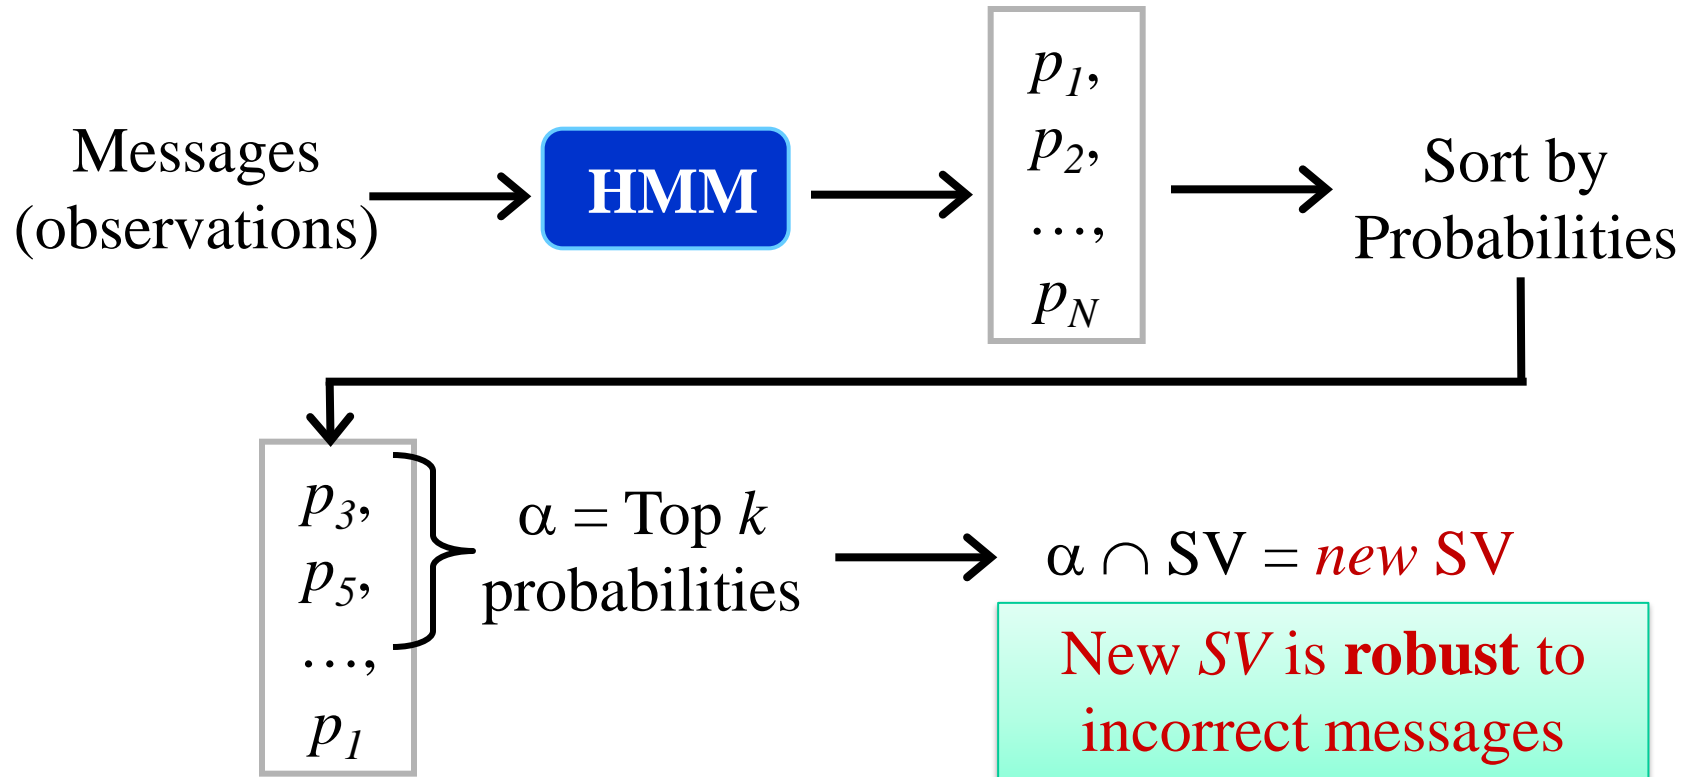 Messages
(observations)
HMM
p₁,
p₂,
…,
p_N
Sort by
Probabilities
p₃,
p₅,
…,
p₁
α = Top k
probabilities
α ∩ SV = new SV
New SV is robust to
incorrect messages